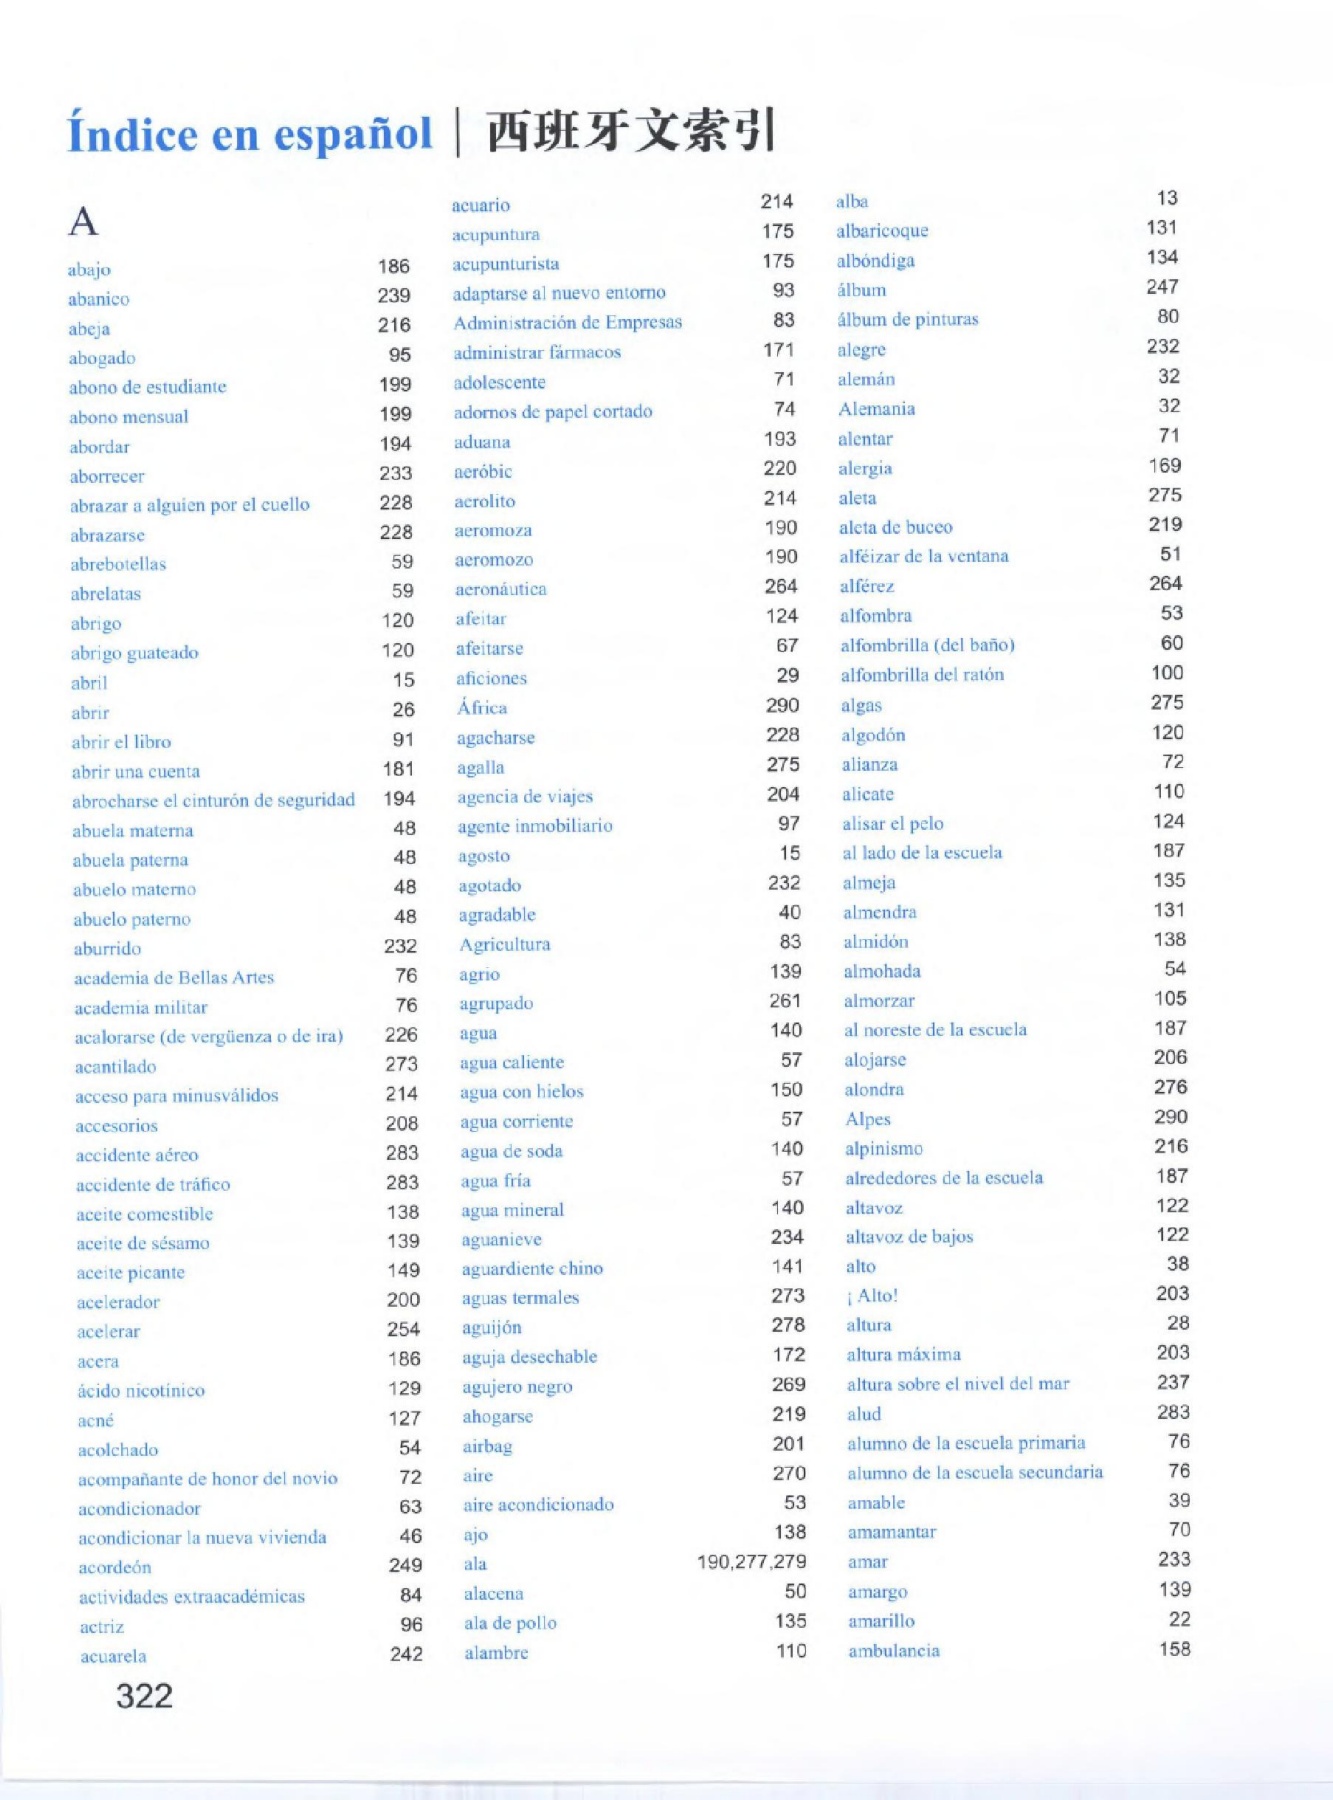 Índice en español | 西班牙文索引
A
abajo 186
abanico 239
abeja 216
abogado 95
abono de estudiante 199
abono mensual 199
abordar 194
aborrecer 233
abrazar a alguien por el cuello 228
abrazarse 228
abrebotellas 59
abrelatas 59
abrigo 120
abrigo guateado 120
abril 15
abrir 26
abrir el libro 91
abrir una cuenta 181
abrocharse el cinturón de seguridad 194
abuela materna 48
abuela paterna 48
abuelo materno 48
abuelo paterno 48
aburrido 232
academia de Bellas Artes 76
academia militar 76
acalorarse (de vergüenza o de ira) 226
acantilado 273
acceso para minusválidos 214
accesorios 208
accidente aéreo 283
accidente de tráfico 283
aceite comestible 138
aceite de sésamo 139
aceite picante 149
acelerador 200
acelerar 254
acera 186
ácido nicotínico 129
acné 127
acolchado 54
acompañante de honor del novio 72
acondicionador 63
acondicionar la nueva vivienda 46
acordeón 249
actividades extraacadémicas 84
actriz 96
acuarela 242
acuario 214
acupuntura 175
acupunturista 175
adaptarse al nuevo entorno 93
Administración de Empresas 83
administrar fármacos 171
adolescente 71
adornos de papel cortado 74
aduana 193
aeróbic 220
aerolito 214
aeromoza 190
aeromozo 190
aeronáutica 264
afeitar 124
afeitarse 67
aficiones 29
África 290
agacharse 228
agalla 275
agencia de viajes 204
agente inmobiliario 97
agosto 15
agotado 232
agradable 40
Agricultura 83
agrio 139
agrupado 261
agua 140
agua caliente 57
agua con hielos 150
agua corriente 57
agua de soda 140
agua fría 57
agua mineral 140
aguanieve 234
aguardiente chino 141
aguas termales 273
aguijón 278
aguja desechable 172
agujero negro 269
ahogarse 219
airbag 201
aire 270
aire acondicionado 53
ajo 138
ala 190,277,279
alacena 50
ala de pollo 135
alambre 110
alba 13
albaricoque 131
albóndiga 134
álbum 247
álbum de pinturas 80
alegre 232
alemán 32
Alemania 32
alentar 71
alergia 169
aleta 275
aleta de buceo 219
alféizar de la ventana 51
alférez 264
alfombra 53
alfombrilla (del baño) 60
alfombrilla del ratón 100
algas 275
algodón 120
alianza 72
alicate 110
alisar el pelo 124
al lado de la escuela 187
almeja 135
almendra 131
almidón 138
almohada 54
almorzar 105
al noreste de la escuela 187
alojarse 206
alondra 276
Alpes 290
alpinismo 216
alrededores de la escuela 187
altavoz 122
altavoz de bajos 122
alto 38
¡Alto! 203
altura 28
altura máxima 203
altura sobre el nivel del mar 237
alud 283
alumno de la escuela primaria 76
alumno de la escuela secundaria 76
amable 39
amamantar 70
amar 233
amargo 139
amarillo 22
ambulancia 158
322